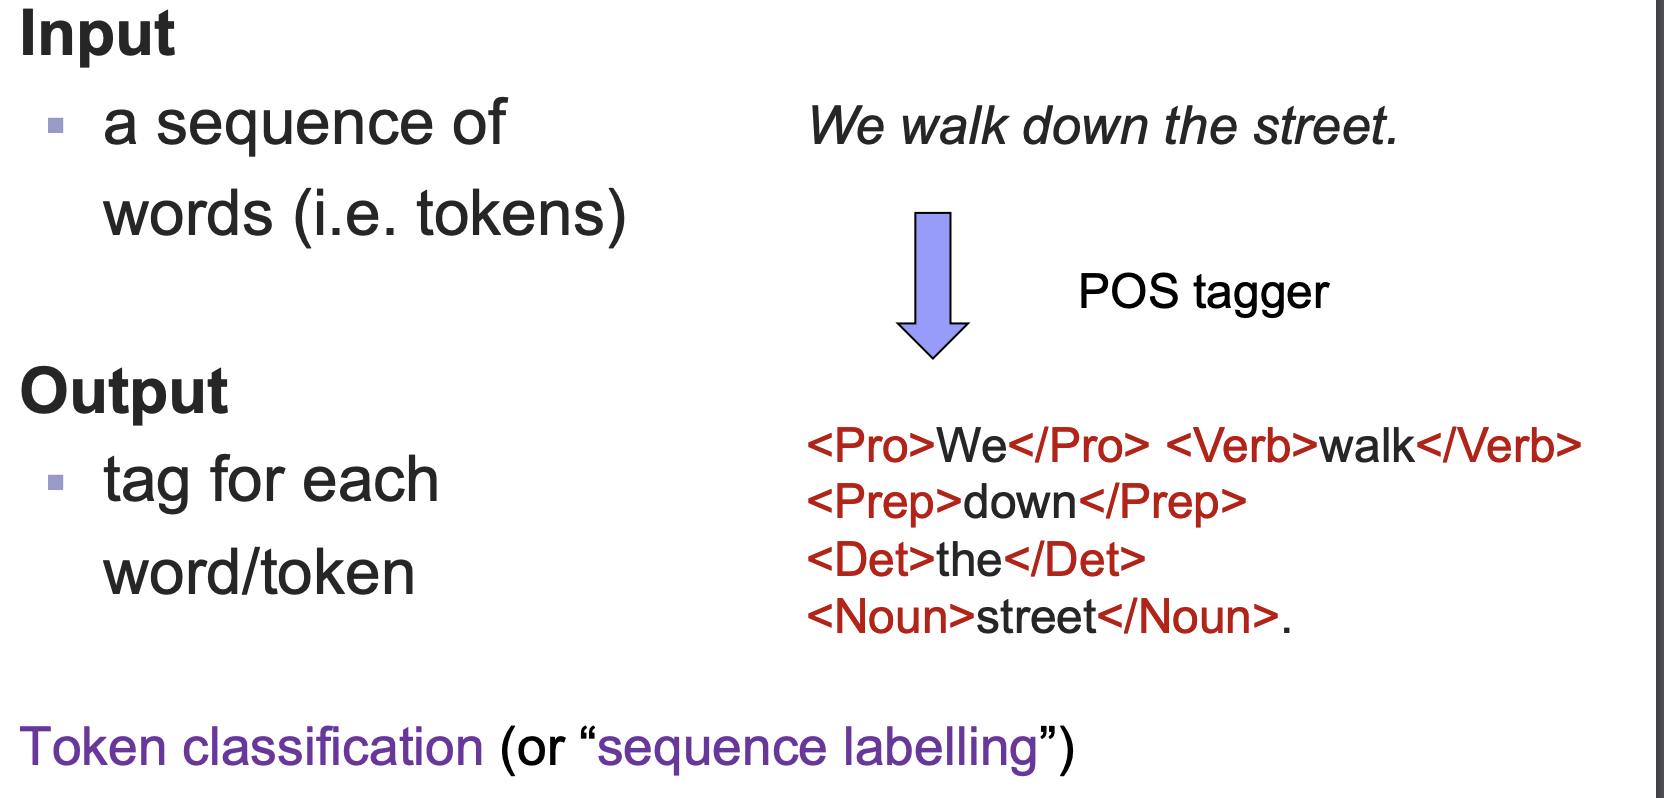 Input
▪ a sequence of
words (i.e. tokens)
We walk down the street.
POS tagger
Output
▪ tag for each
word/token
<Pro>We</Pro> <Verb>walk</Verb>
<Prep>down</Prep>
<Det>the</Det>
<Noun>street</Noun>.
Token classification (or “sequence labelling”)